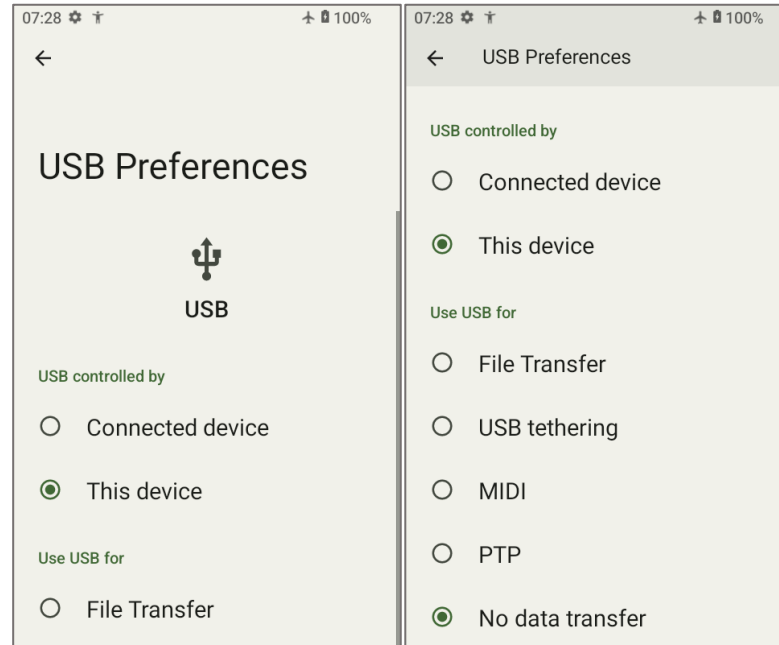 07:28 100%
USB Preferences
USB
USB controlled by
Connected device
This device
Use USB for
File Transfer
07:28 100%
USB Preferences
USB controlled by
Connected device
This device
Use USB for
File Transfer
USB tethering
MIDI
PTP
No data transfer